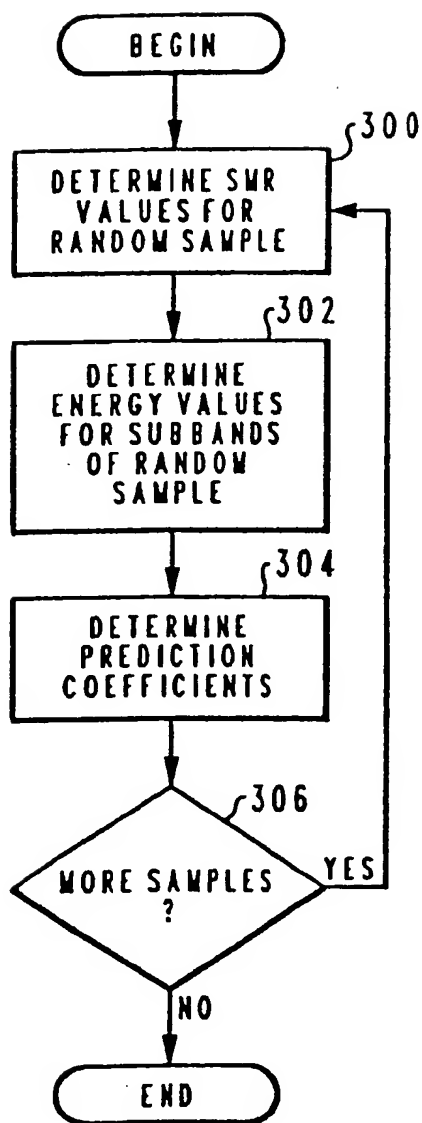 BEGIN
300
DETERMINE SMR
VALUES FOR
RANDOM SAMPLE
302
DETERMINE
ENERGY VALUES
FOR SUBBANDS
OF RANDOM
SAMPLE
304
DETERMINE
PREDICTION
COEFFICIENTS
306
MORE SAMPLES
?
YES
NO
END